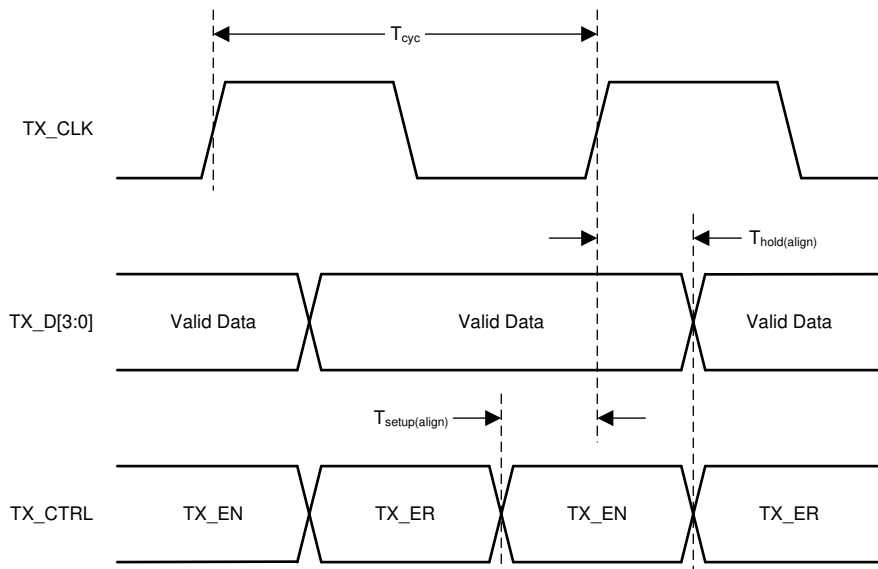 Tcyc
TX_CLK
Thold(align)
TX_D[3:0] Valid Data Valid Data Valid Data
Tsetup(align)
TX_CTRL TX_EN TX_ER TX_EN TX_ER